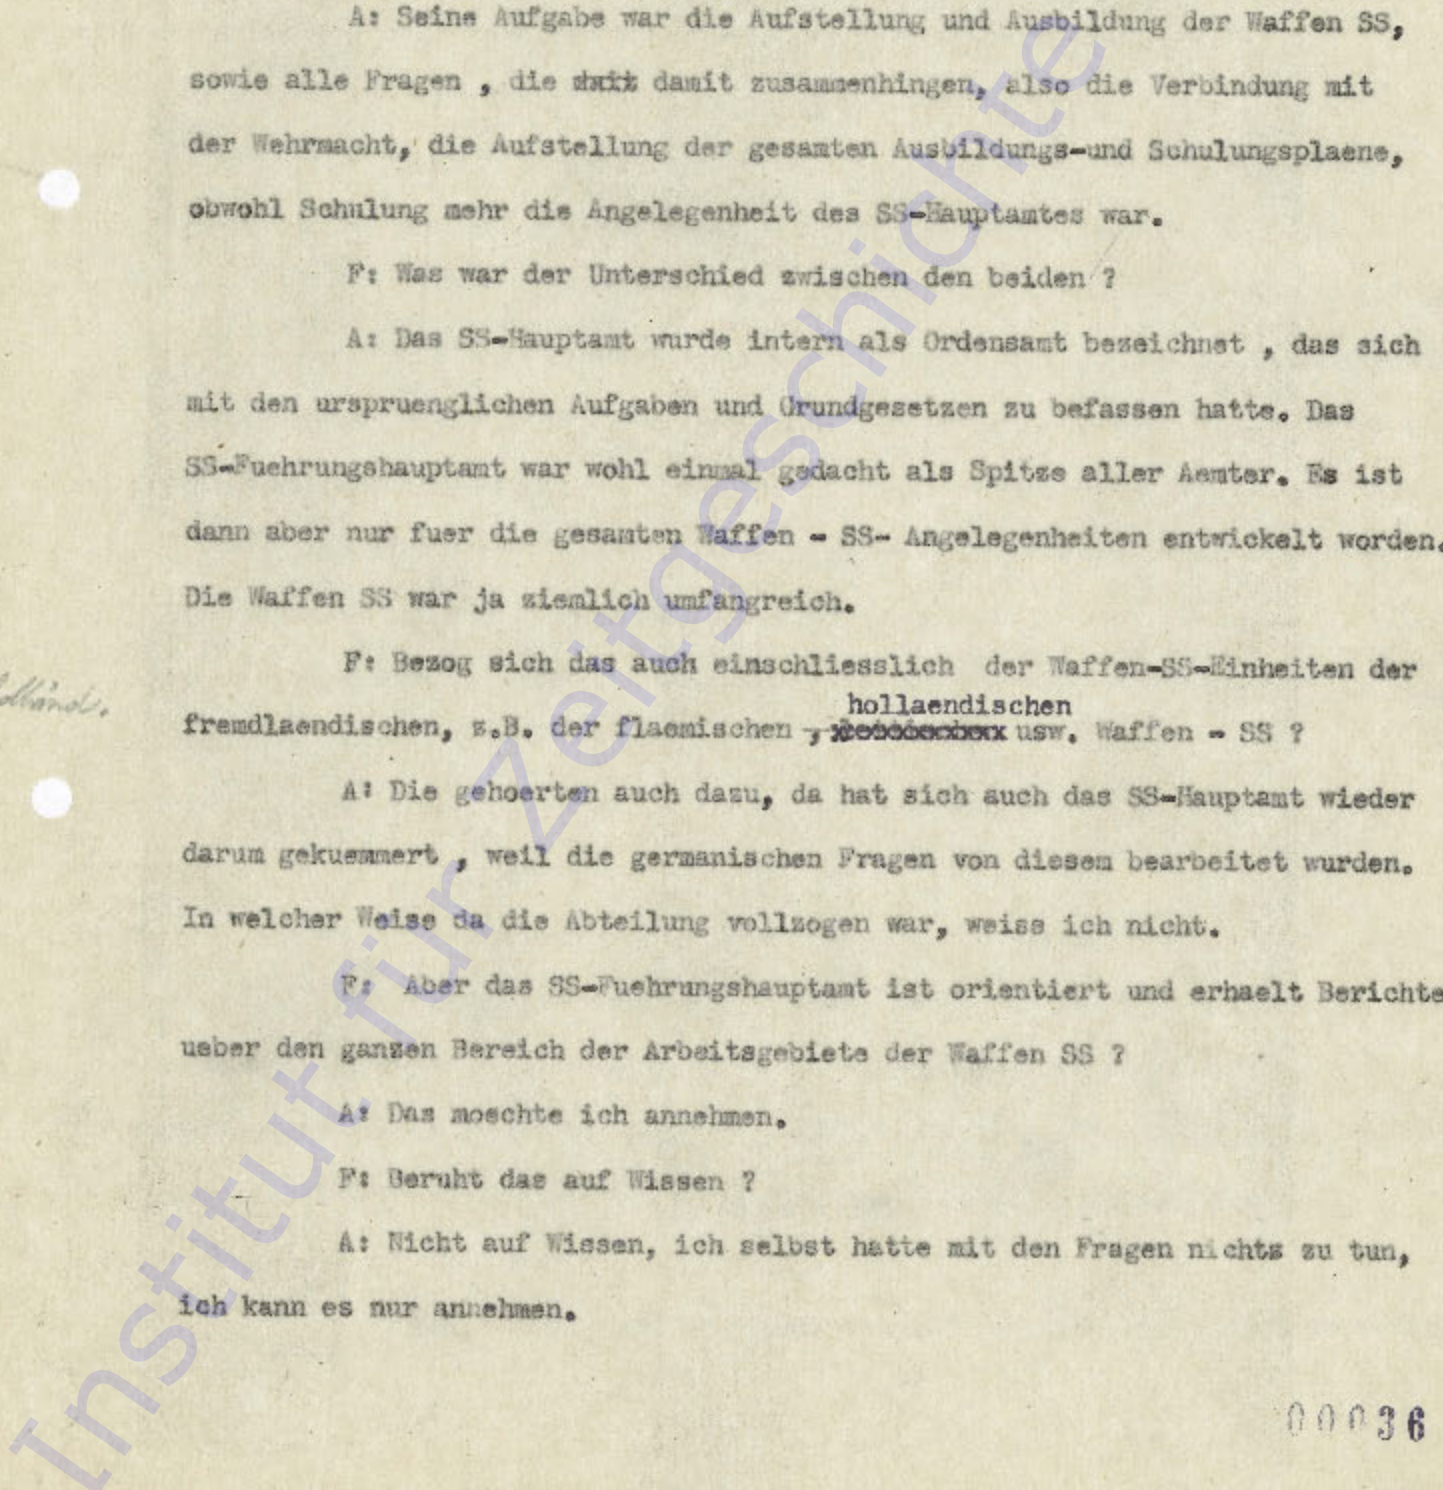 A: Seine Aufgabe war die Aufstellung und Ausbildung der Waffen SS,
sowie alle Fragen , die damit zusammenhingen, also die Verbindung mit
der Wehrmacht, die Aufstellung der gesamten Ausbildungs-und Schulungsplaene,
obwohl Schulung mehr die Angelegenheit des SS-Hauptamtes war.
F: Was war der Unterschied zwischen den beiden ?
A: Das SS-Hauptamt wurde intern als Ordensamt bezeichnet , das sich
mit den urspruenglichen Aufgaben und Grundgesetzen zu befassen hatte. Das
SS-Fuehrungshauptamt war wohl einmal gedacht als Spitze aller Aemter. Es ist
dann aber nur fuer die gesamten Waffen - SS- Angelegenheiten entwickelt worden.
Die Waffen SS war ja ziemlich umfangreich.
F: Bezog sich das auch einschliesslich der Waffen-SS-Einheiten der
hollaendischen
fremdlaendischen, z.B. der flaemischen , usw. Waffen - SS ?
A: Die gehoerten auch dazu, da hat sich auch das SS-Hauptamt wieder
darum gekuemmert , weil die germanischen Fragen von diesem bearbeitet wurden.
In welcher Weise da die Abteilung vollzogen war, weiss ich nicht.
F: Aber das SS-Fuehrungshauptamt ist orientiert und erhaelt Berichte
ueber den ganzen Bereich der Arbeitsgebiete der Waffen SS ?
A: Das moechte ich annehmen.
F: Beruht das auf Wissen ?
A: Nicht auf Wissen, ich selbst hatte mit den Fragen nichts zu tun,
ich kann es nur annehmen.
00036
Institut für Zeitgeschichte